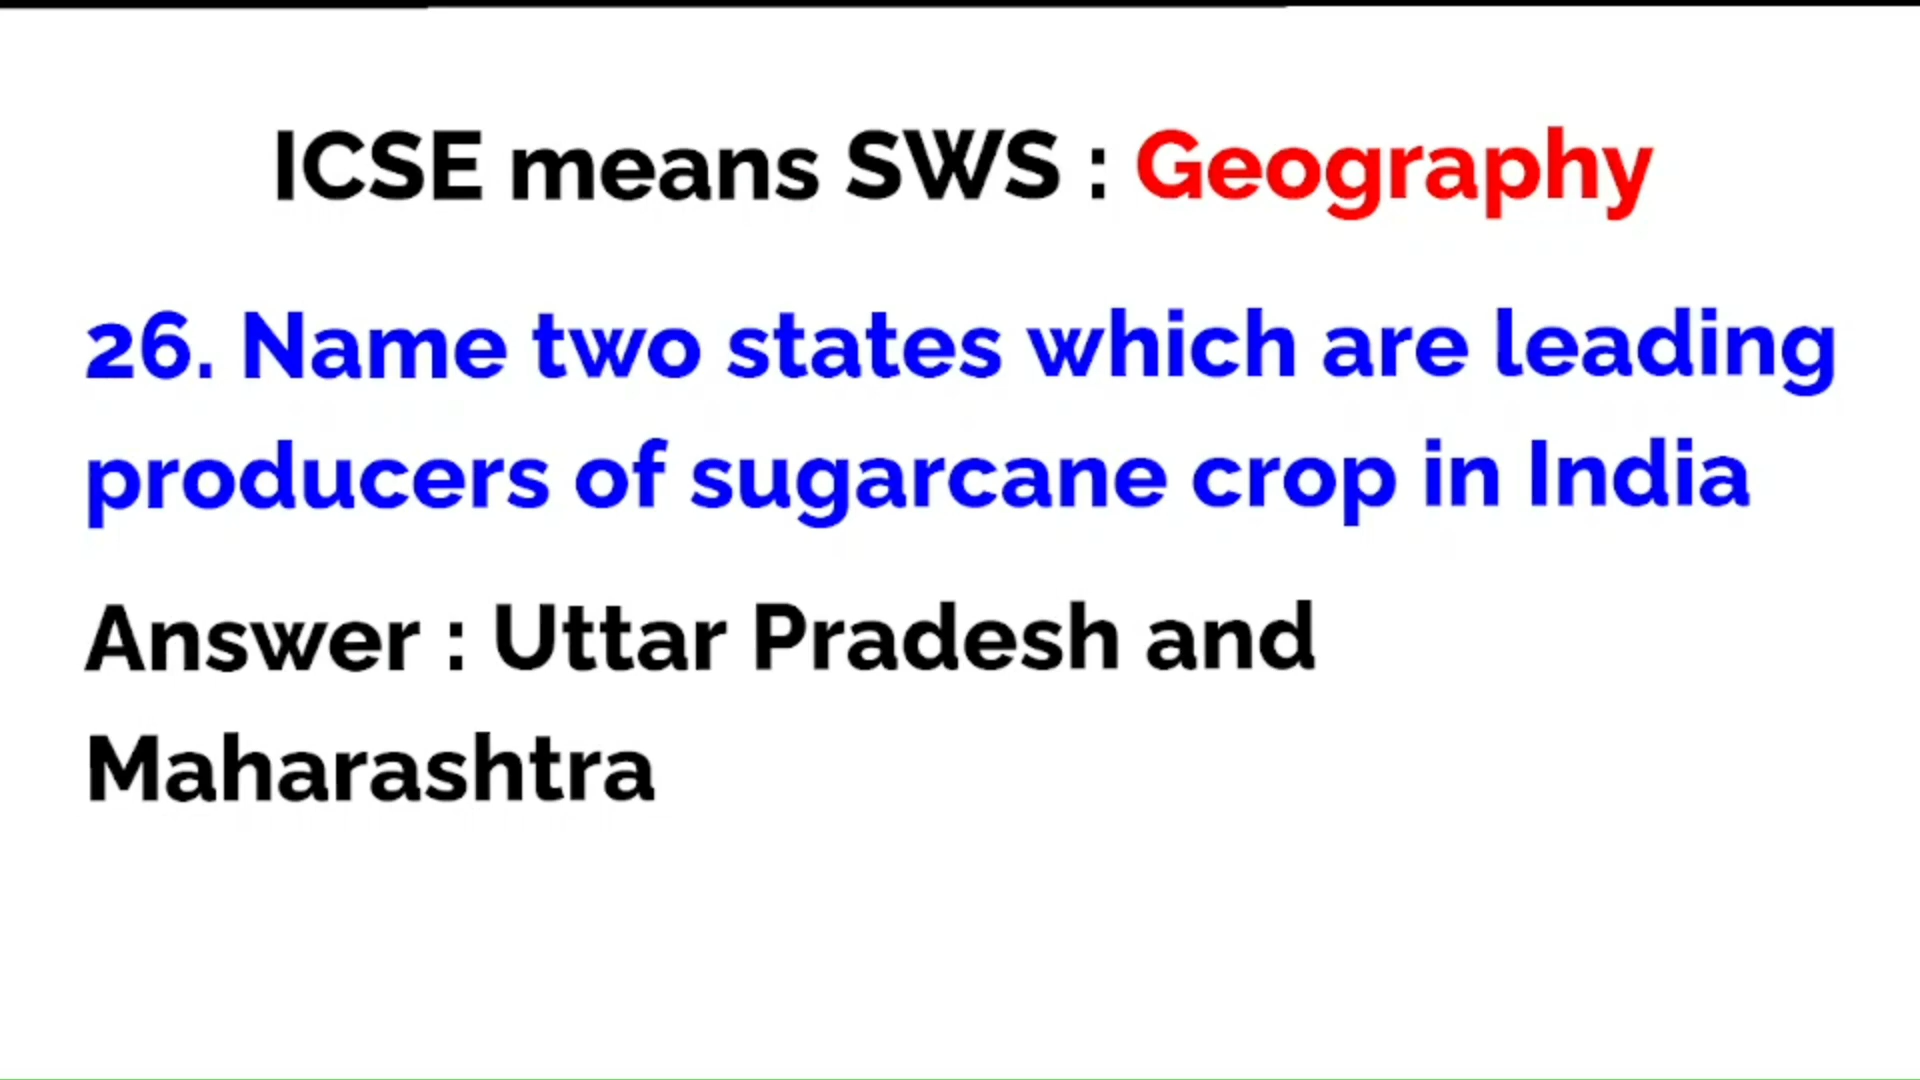 ICSE means SWS : Geography
26. Name two states which are leading
producers of sugarcane crop in India
Answer : Uttar Pradesh and
Maharashtra